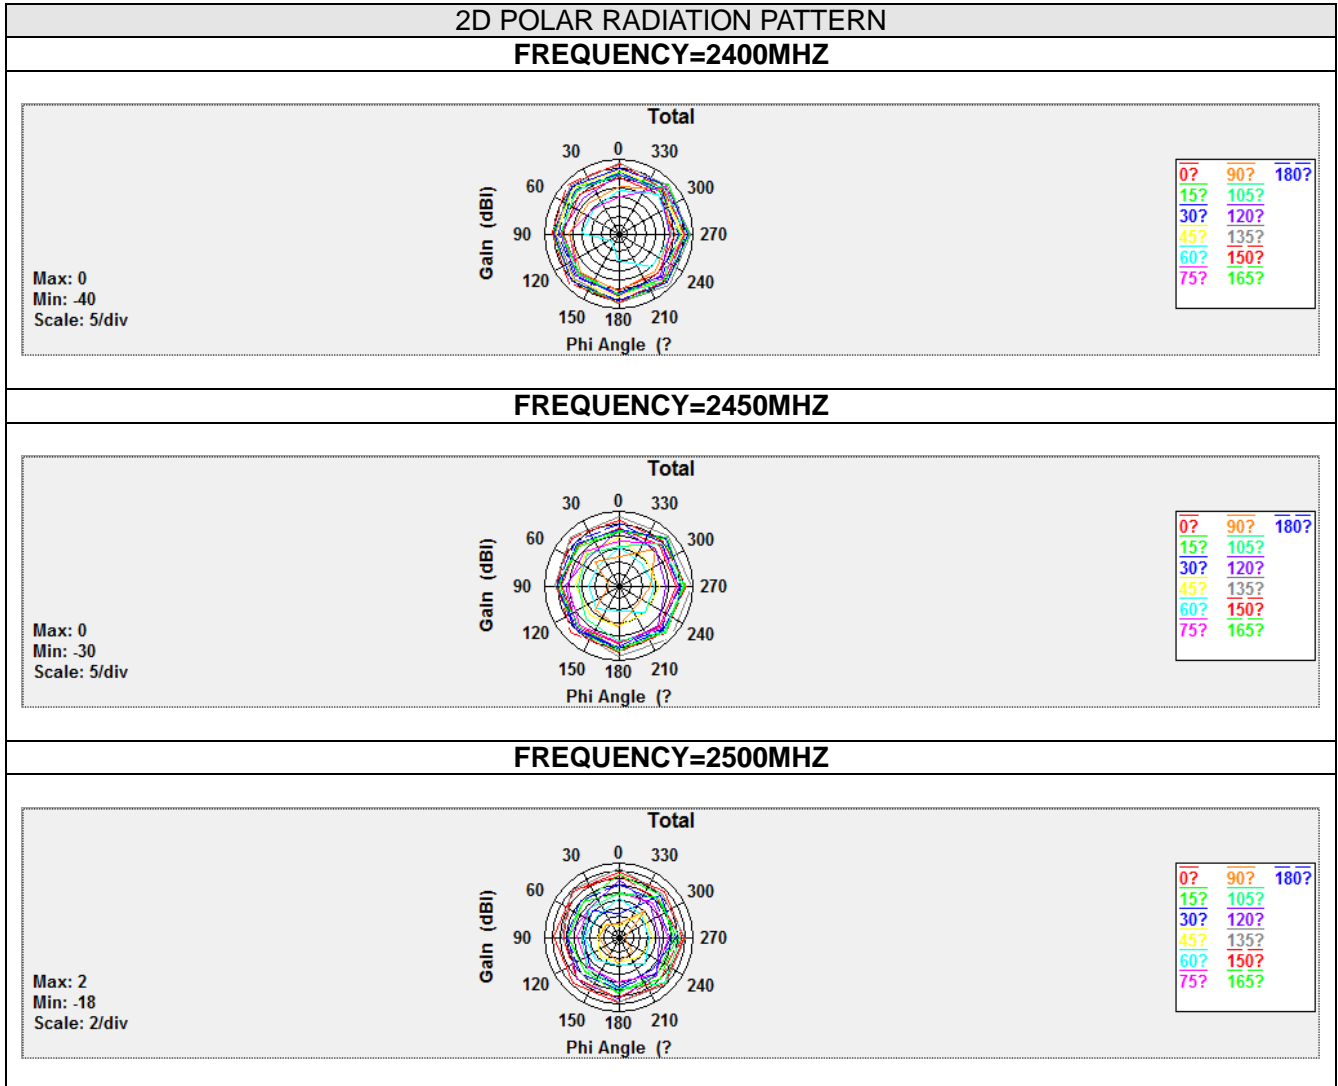 2D POLAR RADIATION PATTERN
FREQUENCY=2400MHZ
Total
30 0 330
60 300
90 270
120 240
150 180 210
Gain (dBi)
Phi Angle (?
Max: 0
Min: -40
Scale: 5/div
0? 90? 180?
15? 105?
30? 120?
45? 135?
60? 150?
75? 165?
FREQUENCY=2450MHZ
Total
30 0 330
60 300
90 270
120 240
150 180 210
Gain (dBi)
Phi Angle (?
Max: 0
Min: -30
Scale: 5/div
0? 90? 180?
15? 105?
30? 120?
45? 135?
60? 150?
75? 165?
FREQUENCY=2500MHZ
Total
30 0 330
60 300
90 270
120 240
150 180 210
Gain (dBi)
Phi Angle (?
Max: 2
Min: -18
Scale: 2/div
0? 90? 180?
15? 105?
30? 120?
45? 135?
60? 150?
75? 165?